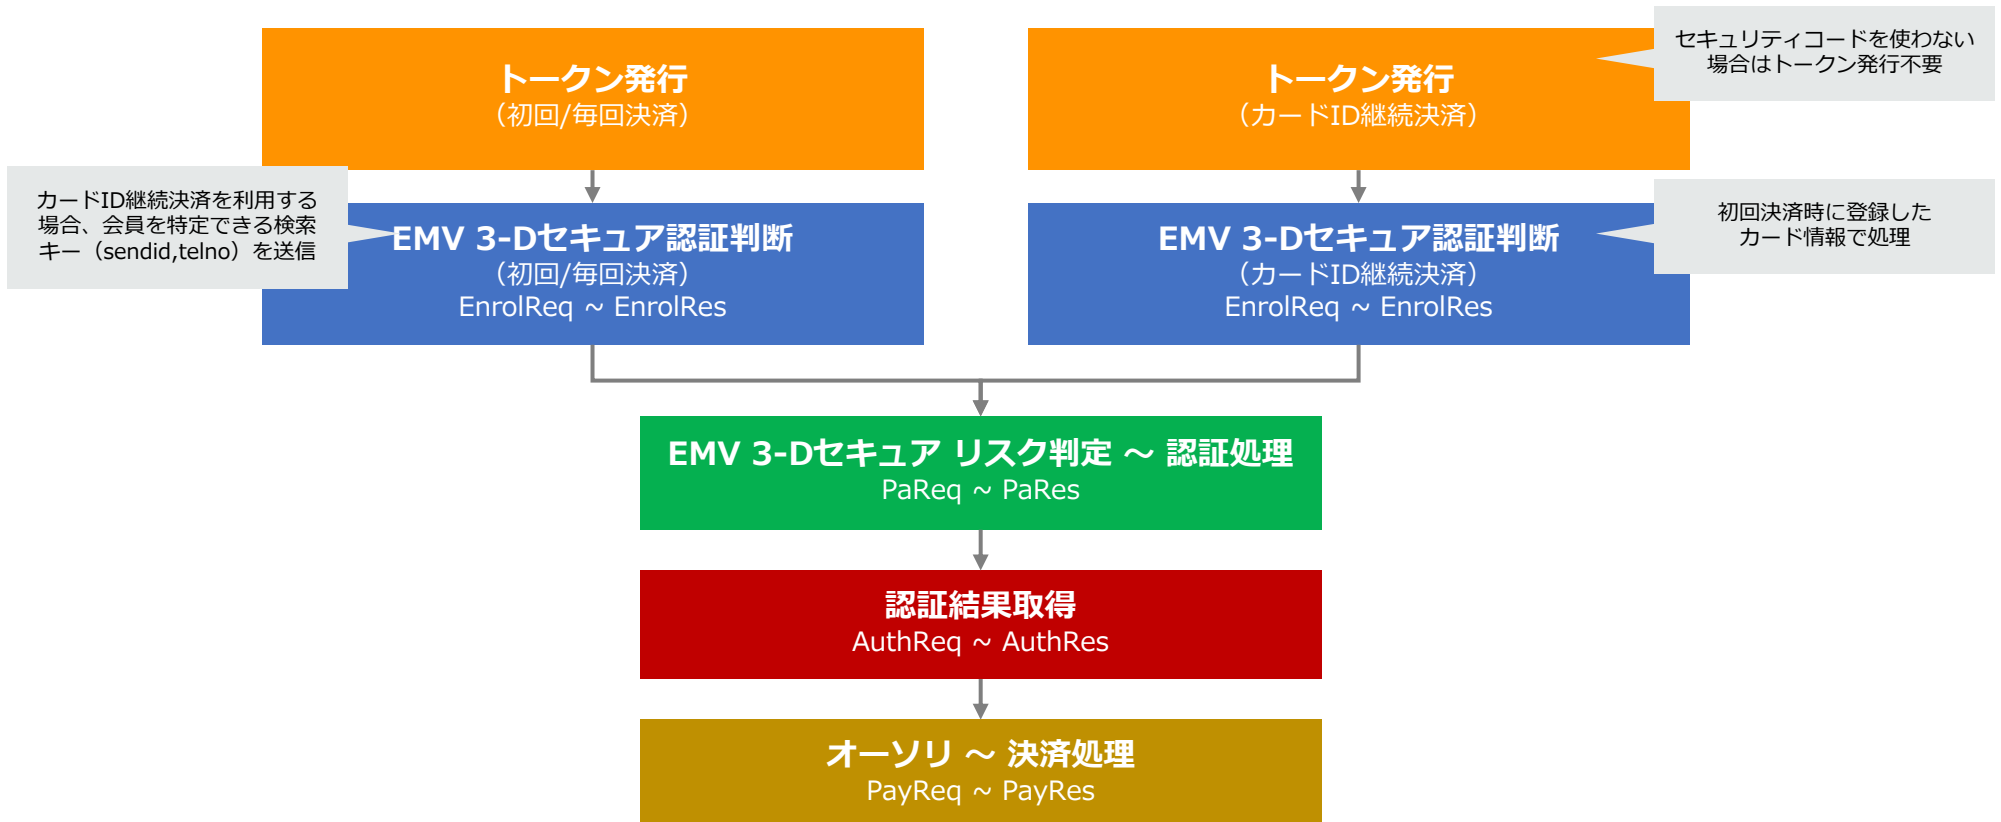 トークン発行
（初回/毎回決済）
トークン発行
（カードID継続決済）
セキュリティコードを使わない
場合はトークン発行不要
カードID継続決済を利用する
場合、会員を特定できる検索
キー（sendid,telno）を送信
EMV 3-Dセキュア認証判断
（初回/毎回決済）
EnrolReq ~ EnrolRes
EMV 3-Dセキュア認証判断
（カードID継続決済）
EnrolReq ~ EnrolRes
初回決済時に登録した
カード情報で処理
EMV 3-Dセキュア リスク判定 ～ 認証処理
PaReq ~ PaRes
認証結果取得
AuthReq ~ AuthRes
オーソリ ～ 決済処理
PayReq ~ PayRes